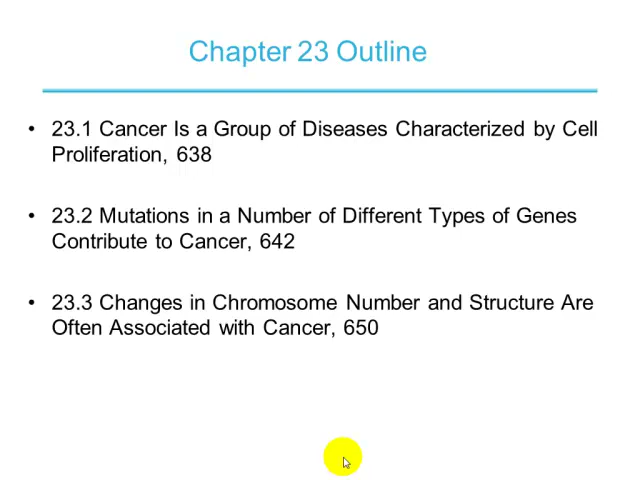 Chapter 23 Outline
• 23.1 Cancer Is a Group of Diseases Characterized by Cell
Proliferation, 638
• 23.2 Mutations in a Number of Different Types of Genes
Contribute to Cancer, 642
• 23.3 Changes in Chromosome Number and Structure Are
Often Associated with Cancer, 650